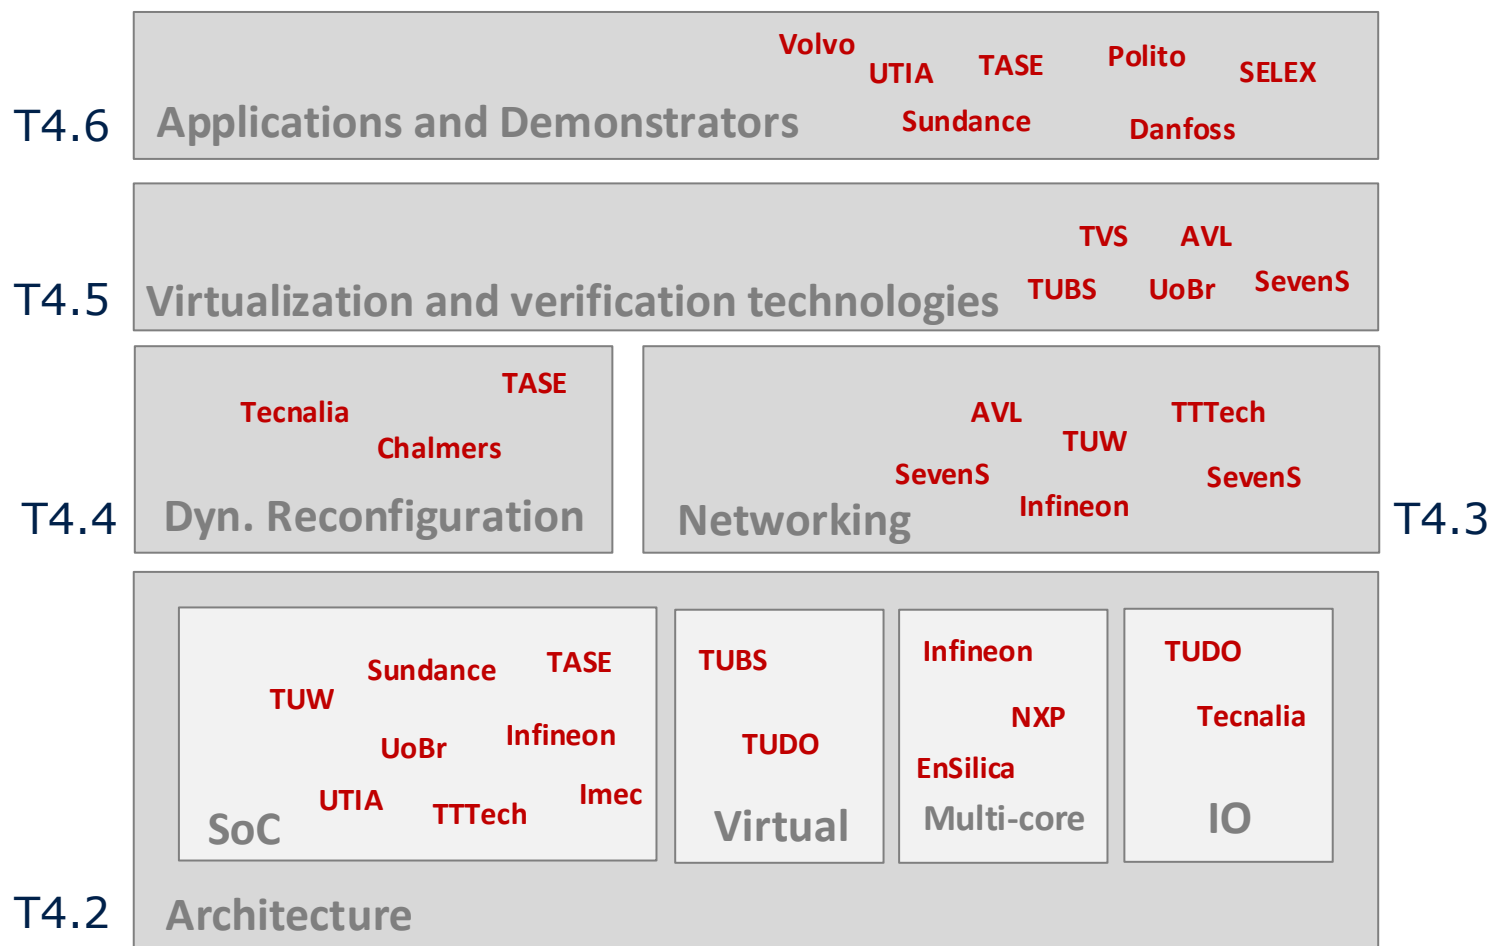 Volvo
UTIA
TASE
Polito
SELEX
Sundance
Danfoss
T4.6
Applications and Demonstrators
TVS
AVL
TUBS
UoBr
SevenS
T4.5
Virtualization and verification technologies
TASE
Tecnalia
Chalmers
T4.4
Dyn. Reconfiguration
AVL
TTTech
TUW
SevenS
SevenS
Infineon
Networking
T4.3
Sundance
TASE
TUW
UoBr
Infineon
UTIA
TTTech
Imec
SoC
TUBS
TUDO
Virtual
Infineon
NXP
EnSilica
Multi-core
TUDO
Tecnalia
IO
T4.2
Architecture